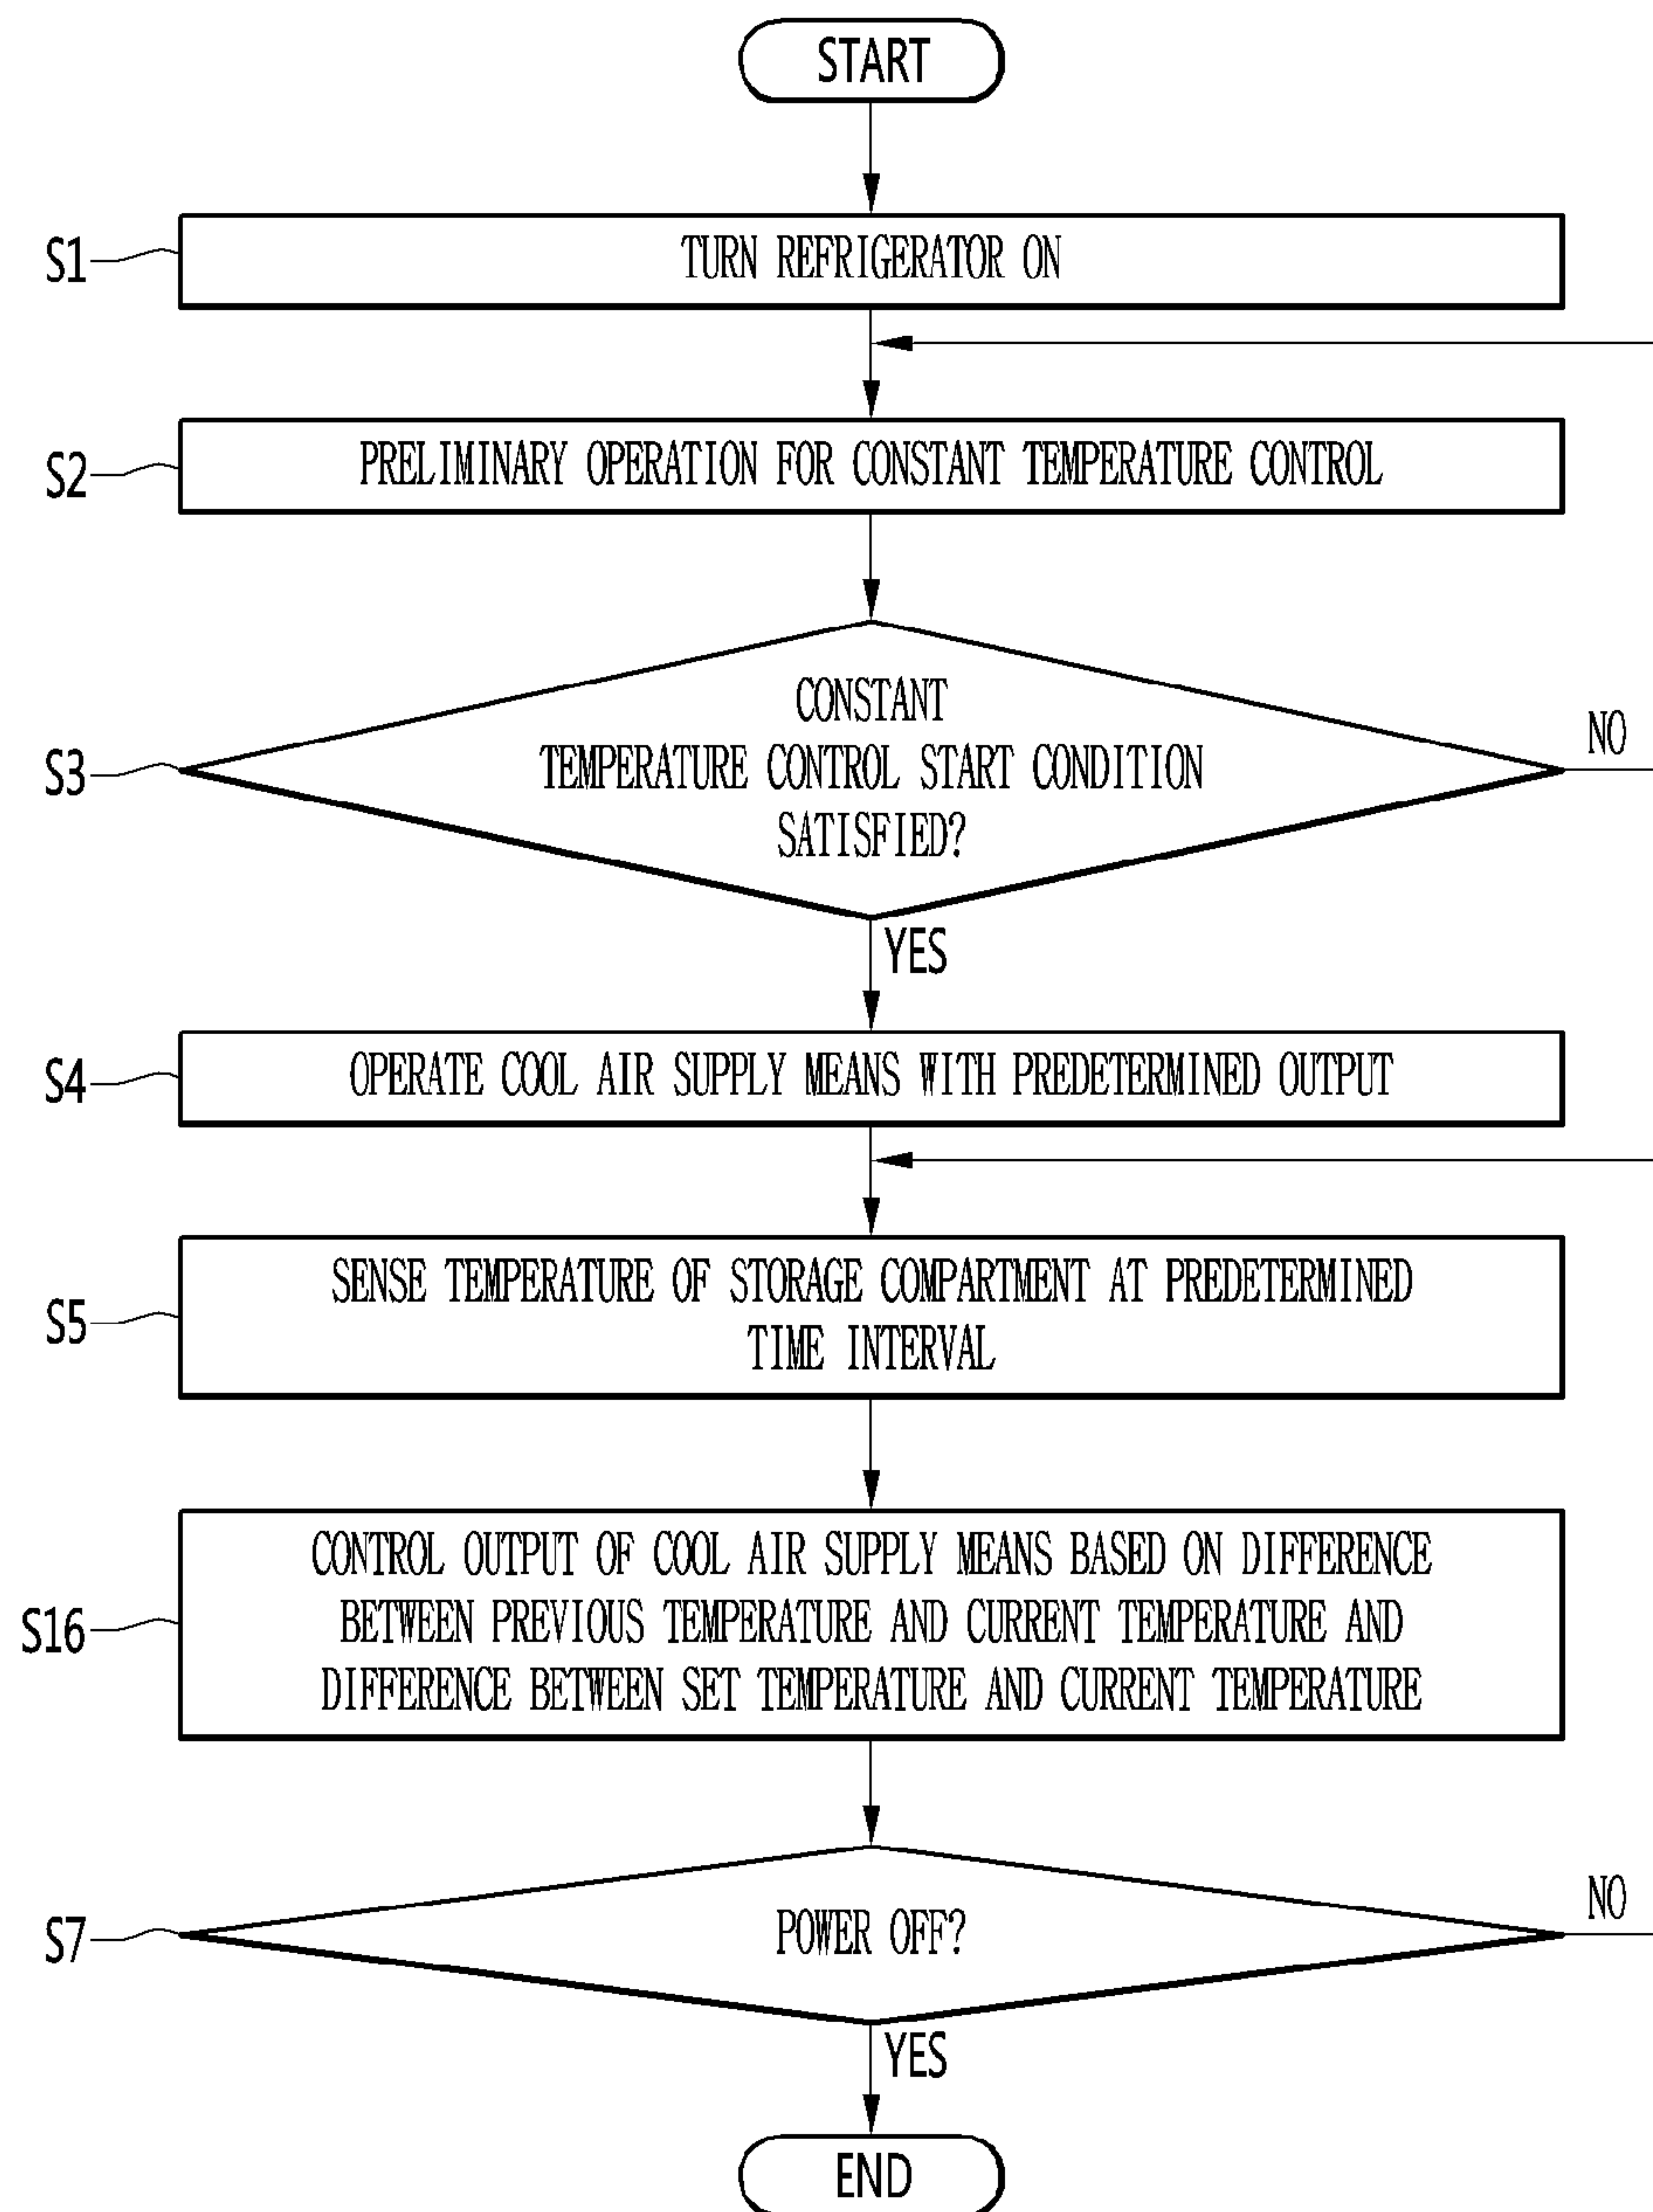 START
S1
TURN REFRIGERATOR ON
S2
PRELIMINARY OPERATION FOR CONSTANT TEMPERATURE CONTROL
S3
CONSTANT
TEMPERATURE CONTROL START CONDITION
SATISFIED?
NO
YES
S4
OPERATE COOL AIR SUPPLY MEANS WITH PREDETERMINED OUTPUT
S5
SENSE TEMPERATURE OF STORAGE COMPARTMENT AT PREDETERMINED
TIME INTERVAL
S16
CONTROL OUTPUT OF COOL AIR SUPPLY MEANS BASED ON DIFFERENCE
BETWEEN PREVIOUS TEMPERATURE AND CURRENT TEMPERATURE AND
DIFFERENCE BETWEEN SET TEMPERATURE AND CURRENT TEMPERATURE
S7
POWER OFF?
NO
YES
END